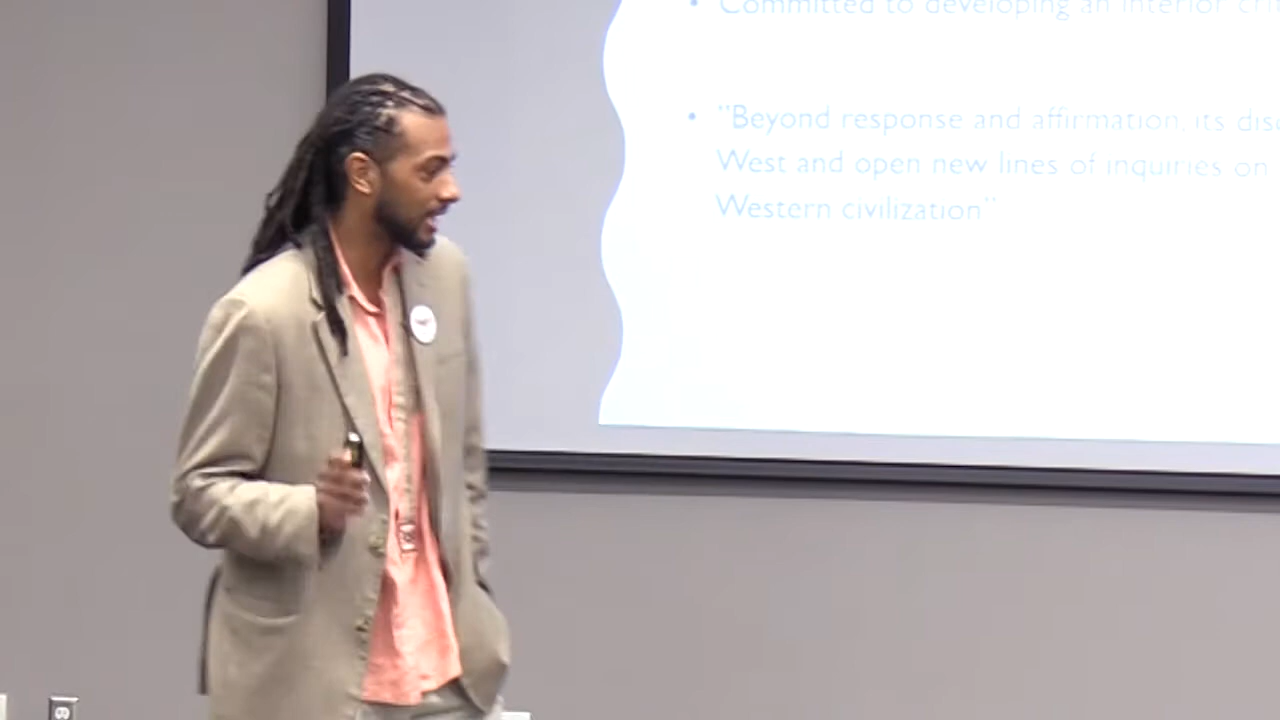 • Committed to developing an interior
• "Beyond response and affirmation, its
West and open new lines of inquiries on
Western civilization"